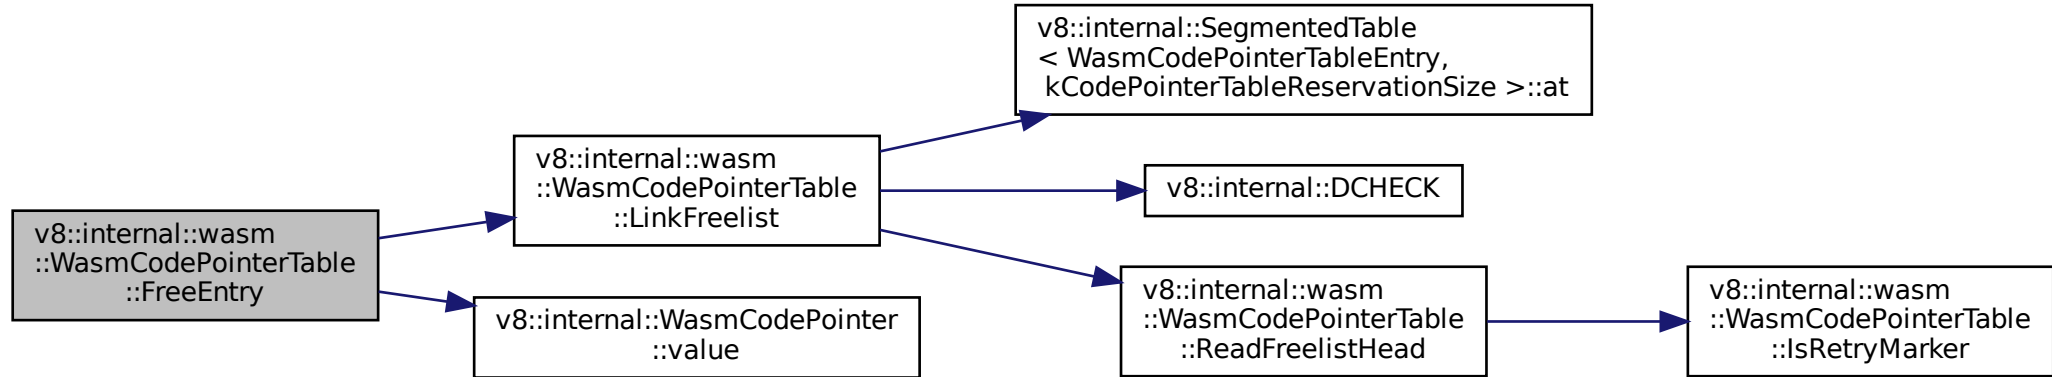 v8::internal::wasm
::WasmCodePointerTable
::FreeEntry
v8::internal::wasm
::WasmCodePointerTable
::LinkFreelist
v8::internal::WasmCodePointer
::value
v8::internal::SegmentedTable
< WasmCodePointerTableEntry,
kCodePointerTableReservationSize >::at
v8::internal::DCHECK
v8::internal::wasm
::WasmCodePointerTable
::ReadFreelistHead
v8::internal::wasm
::WasmCodePointerTable
::IsRetryMarker